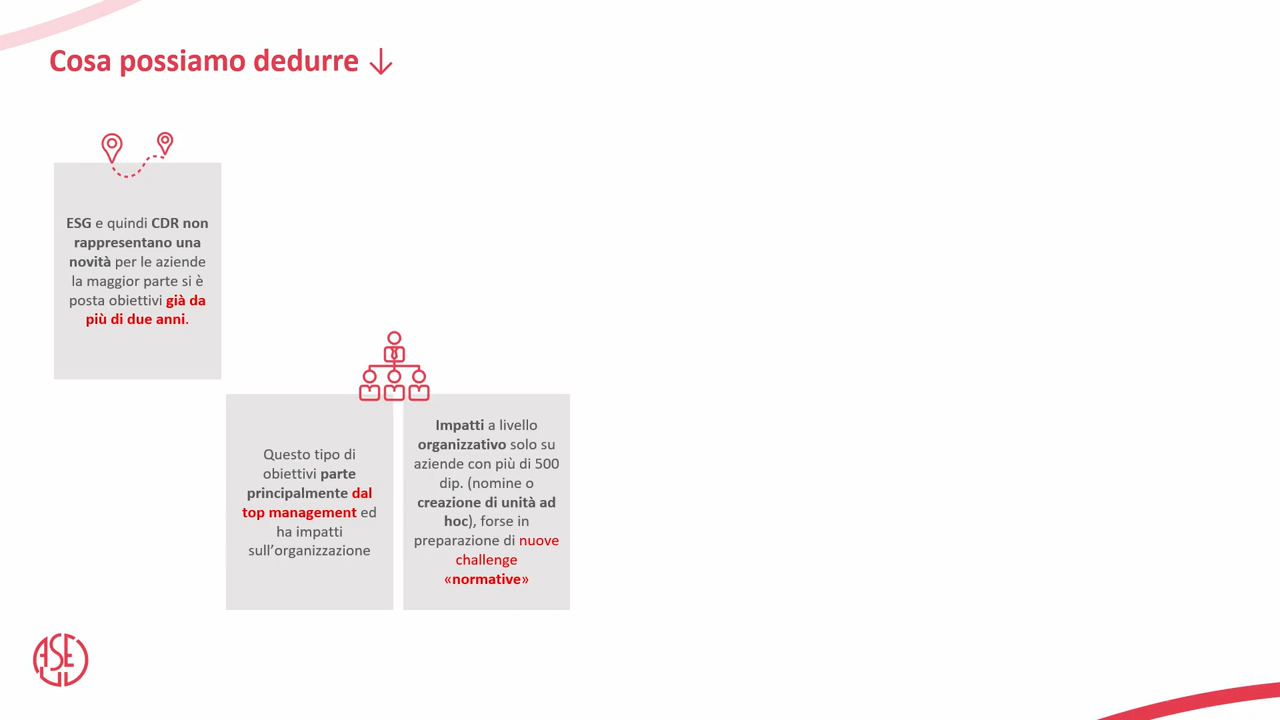 Cosa possiamo dedurre ↓
ESG e quindi CDR non
rappresentano una
novità per le aziende
la maggior parte si è
posta obiettivi già da
più di due anni.
Questo tipo di
obiettivi parte
principalmente dal
top management ed
ha impatti
sull'organizzazione
Impatti a livello
organizzativo solo su
aziende con più di 500
dip. (nomine o
creazione di unità ad
hoc), forse in
preparazione di nuove
challenge
«normative»